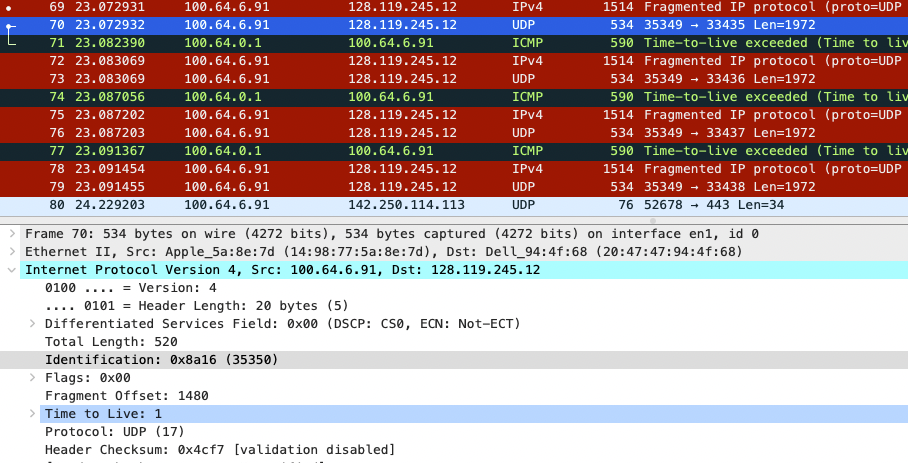 69 23.072931 100.64.6.91 128.119.245.12 IPv4 1514 Fragmented IP protocol (proto=UDP
70 23.072932 100.64.6.91 128.119.245.12 UDP 534 35349 → 33435 Len=1972
71 23.082390 100.64.0.1 100.64.6.91 ICMP 590 Time-to-live exceeded (Time to liv
72 23.083069 100.64.6.91 128.119.245.12 IPv4 1514 Fragmented IP protocol (proto=UDP
73 23.083069 100.64.6.91 128.119.245.12 UDP 534 35349 → 33436 Len=1972
74 23.087056 100.64.0.1 100.64.6.91 ICMP 590 Time-to-live exceeded (Time to liv
75 23.087202 100.64.6.91 128.119.245.12 IPv4 1514 Fragmented IP protocol (proto=UDP
76 23.087203 100.64.6.91 128.119.245.12 UDP 534 35349 → 33437 Len=1972
77 23.091367 100.64.0.1 100.64.6.91 ICMP 590 Time-to-live exceeded (Time to liv
78 23.091454 100.64.6.91 128.119.245.12 IPv4 1514 Fragmented IP protocol (proto=UDP
79 23.091455 100.64.6.91 128.119.245.12 UDP 534 35349 → 33438 Len=1972
80 24.229203 100.64.6.91 142.250.114.113 UDP 76 52678 → 443 Len=34
Frame 70: 534 bytes on wire (4272 bits), 534 bytes captured (4272 bits) on interface en1, id 0
Ethernet II, Src: Apple_5a:8e:7d (14:98:77:5a:8e:7d), Dst: Dell_94:4f:68 (20:47:47:94:4f:68)
Internet Protocol Version 4, Src: 100.64.6.91, Dst: 128.119.245.12
0100 .... = Version: 4
.... 0101 = Header Length: 20 bytes (5)
Differentiated Services Field: 0x00 (DSCP: CS0, ECN: Not-ECT)
Total Length: 520
Identification: 0x8a16 (35350)
Flags: 0x00
Fragment Offset: 1480
Time to Live: 1
Protocol: UDP (17)
Header Checksum: 0x4cf7 [validation disabled]